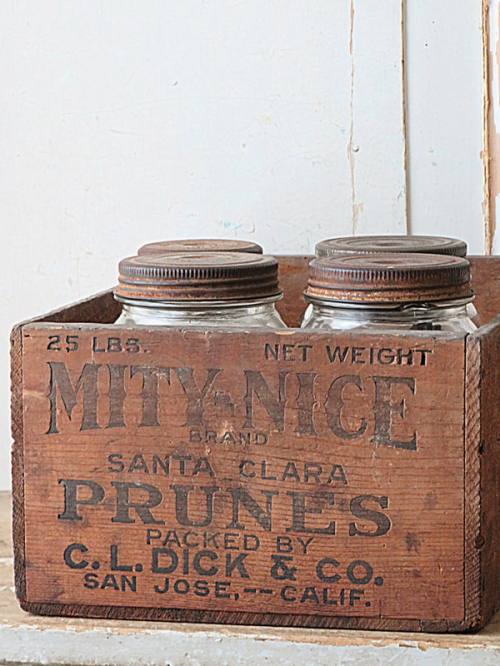 25 LBS. NET WEIGHT
MITY-NICE
BRAND
SANTA CLARA
PRUNES
PACKED BY
C. L. DICK & CO.
SAN JOSE,-- CALIF.